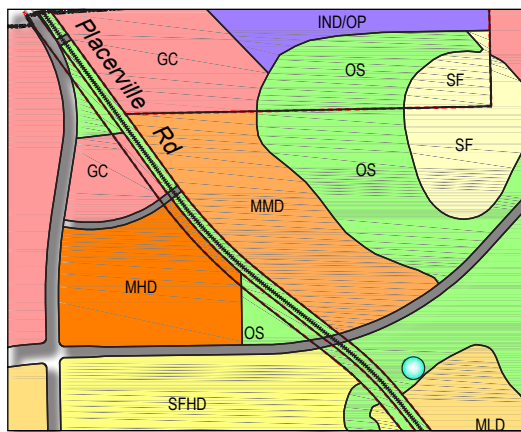 IND/OP
Placerville Rd
GC
OS
SF
SF
GC
OS
MMD
MHD
OS
SFHD
MLD